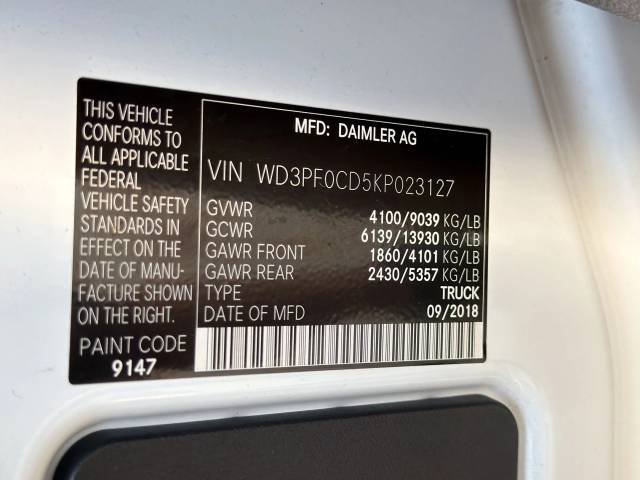 THIS VEHICLE
CONFORMS TO
ALL APPLICABLE
FEDERAL
VEHICLE SAFETY
STANDARDS IN
EFFECT ON THE
DATE OF MANU-
FACTURE SHOWN
ON THE RIGHT.
PAINT CODE
9147
MFD: DAIMLER AG
VIN WD3PF0CD5KP023127
GVWR 4100/9039 KG/LB
GCWR 6139/13930 KG/LB
GAWR FRONT 1860/4101 KG/LB
GAWR REAR 2430/5357 KG/LB
TYPE TRUCK
DATE OF MFD 09/2018